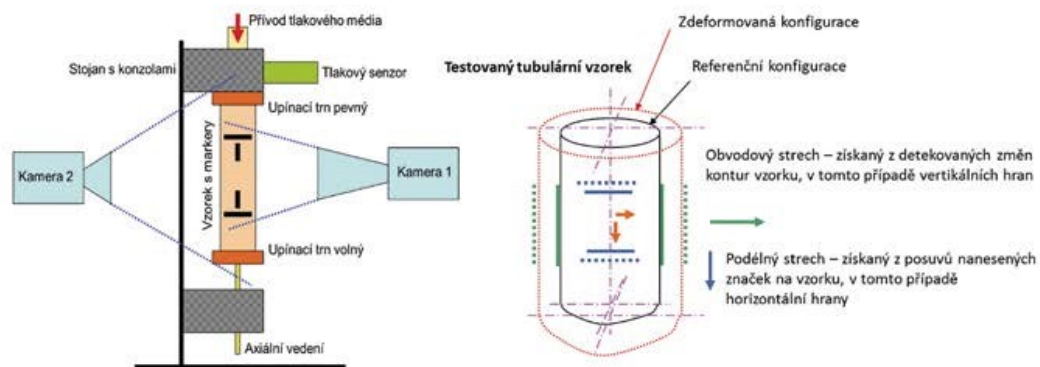 Přívod tlakového média
Stojan s konzolami
Tlakový senzor
Upínací trn pevný
Kamera 2
Vzorek s markery
Kamera 1
Upínací trn volný
Axiální vedení
Zdeformovaná konfigurace
Testovaný tubulární vzorek
Referenční konfigurace
Obvodový strech – získaný z detekovaných změn
kontur vzorku, v tomto případě vertikálních hran
Podélný strech – získaný z posuvů nanesených
značek na vzorku, v tomto případě
horizontální hrany